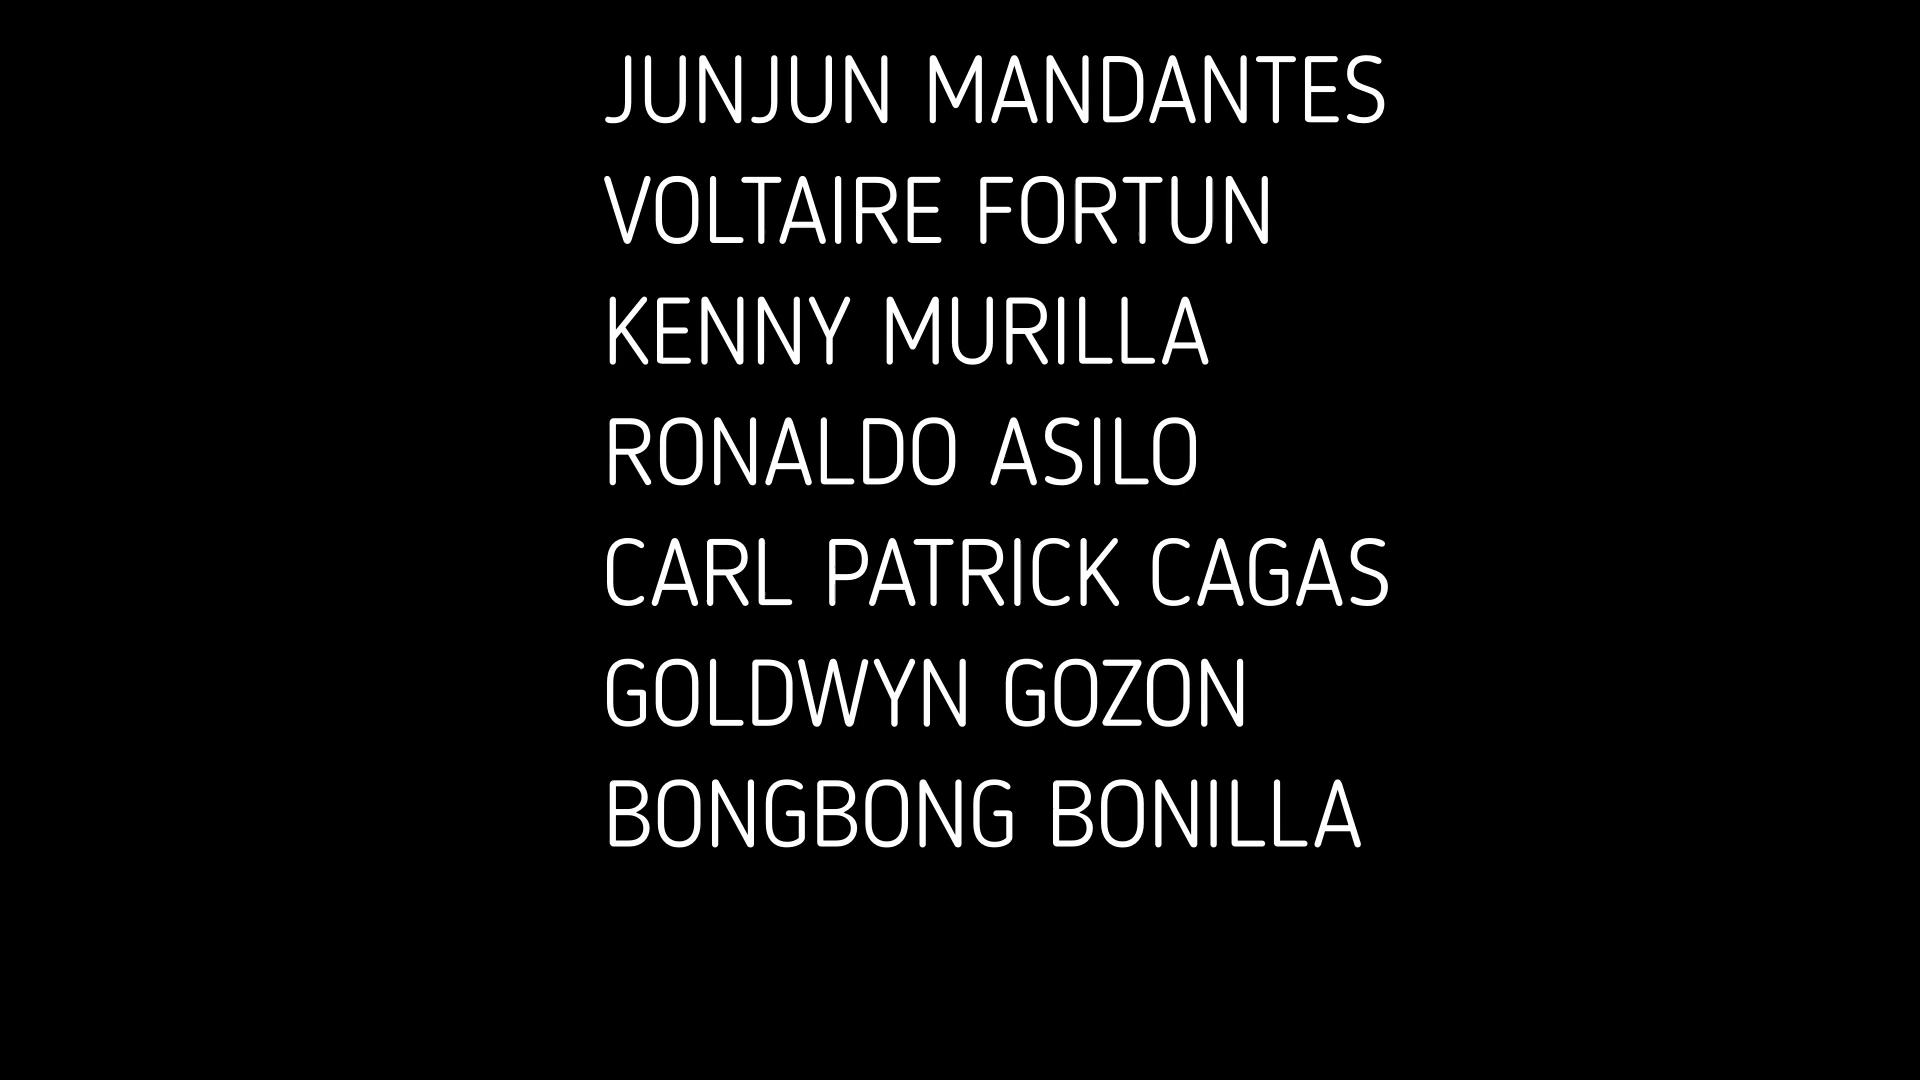 JUNJUN MANDANTES
VOLTAIRE FORTUN
KENNY MURILLA
RONALDO ASILO
CARL PATRICK CAGAS
GOLDWYN GOZON
BONGBONG BONILLA